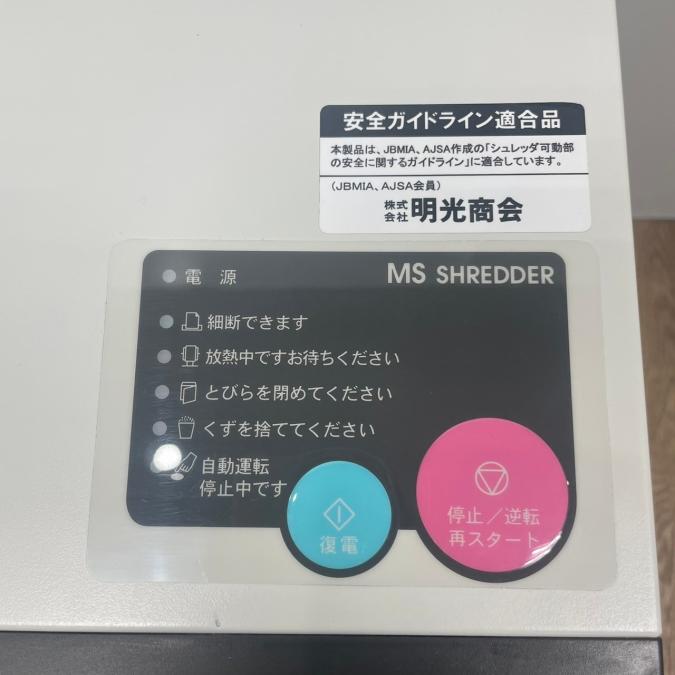 安全ガイドライン適合品
本製品は、JBMIA、AJSA作成の「シュレッダ可動部
の安全に関するガイドライン」に適合しています。
（JBMIA、AJSA会員）
株式会社 明光商会
電 源
MS SHREDDER
細断できます
放熱中ですお待ちください
とびらを閉めてください
くずを捨ててください
自動運転
停止中です
復電
停止／逆転
再スタート